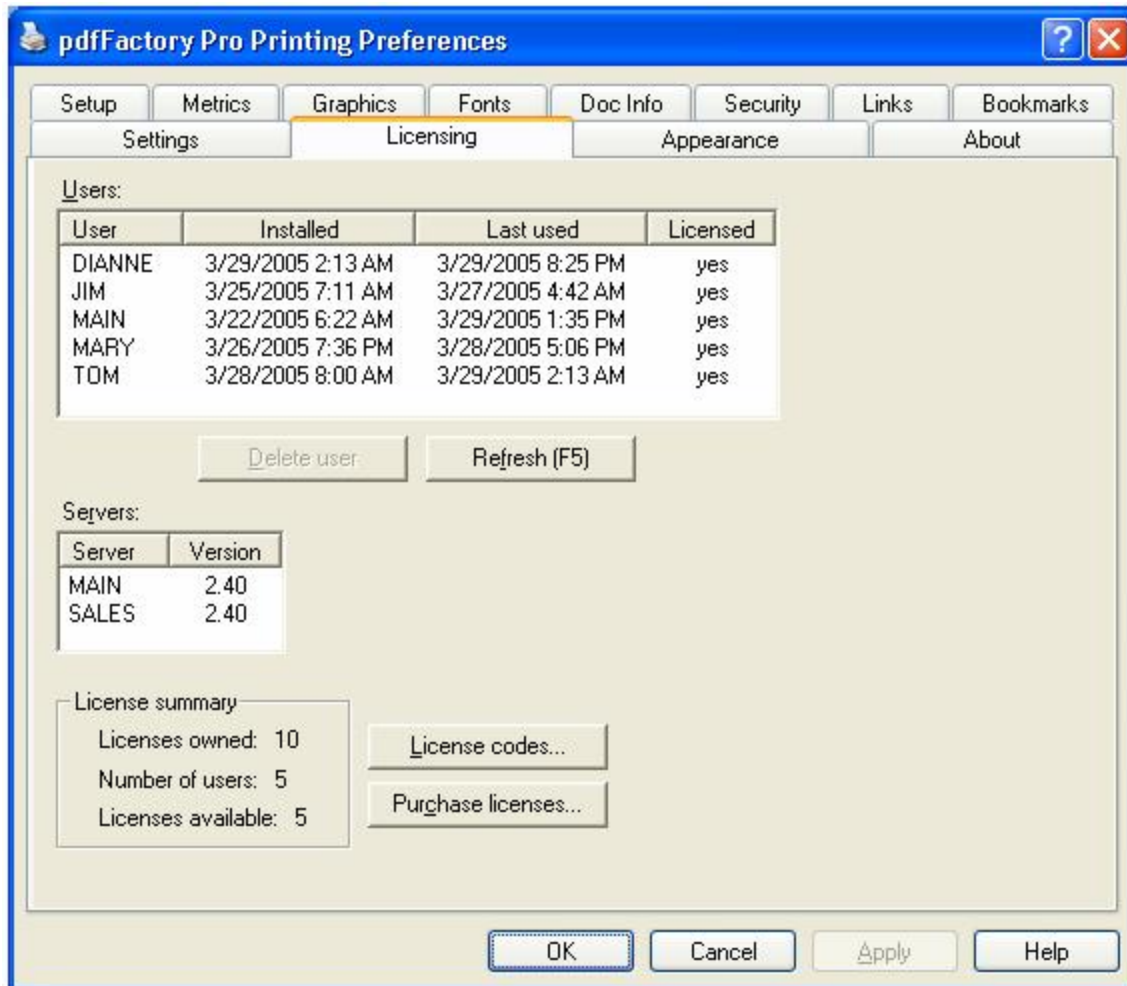 pdfFactory Pro Printing Preferences
Setup Metrics Graphics Fonts Doc Info Security Links Bookmarks
Settings Licensing Appearance About
Users:
User Installed Last used Licensed
DIANNE 3/29/2005 2:13 AM 3/29/2005 8:25 PM yes
JIM 3/25/2005 7:11 AM 3/27/2005 4:42 AM yes
MAIN 3/22/2005 6:22 AM 3/29/2005 1:35 PM yes
MARY 3/26/2005 7:36 PM 3/28/2005 5:06 PM yes
TOM 3/28/2005 8:00 AM 3/29/2005 2:13 AM yes
Delete user Refresh (F5)
Servers:
Server Version
MAIN 2.40
SALES 2.40
License summary
Licenses owned: 10
Number of users: 5
Licenses available: 5
License codes...
Purchase licenses...
OK Cancel Apply Help